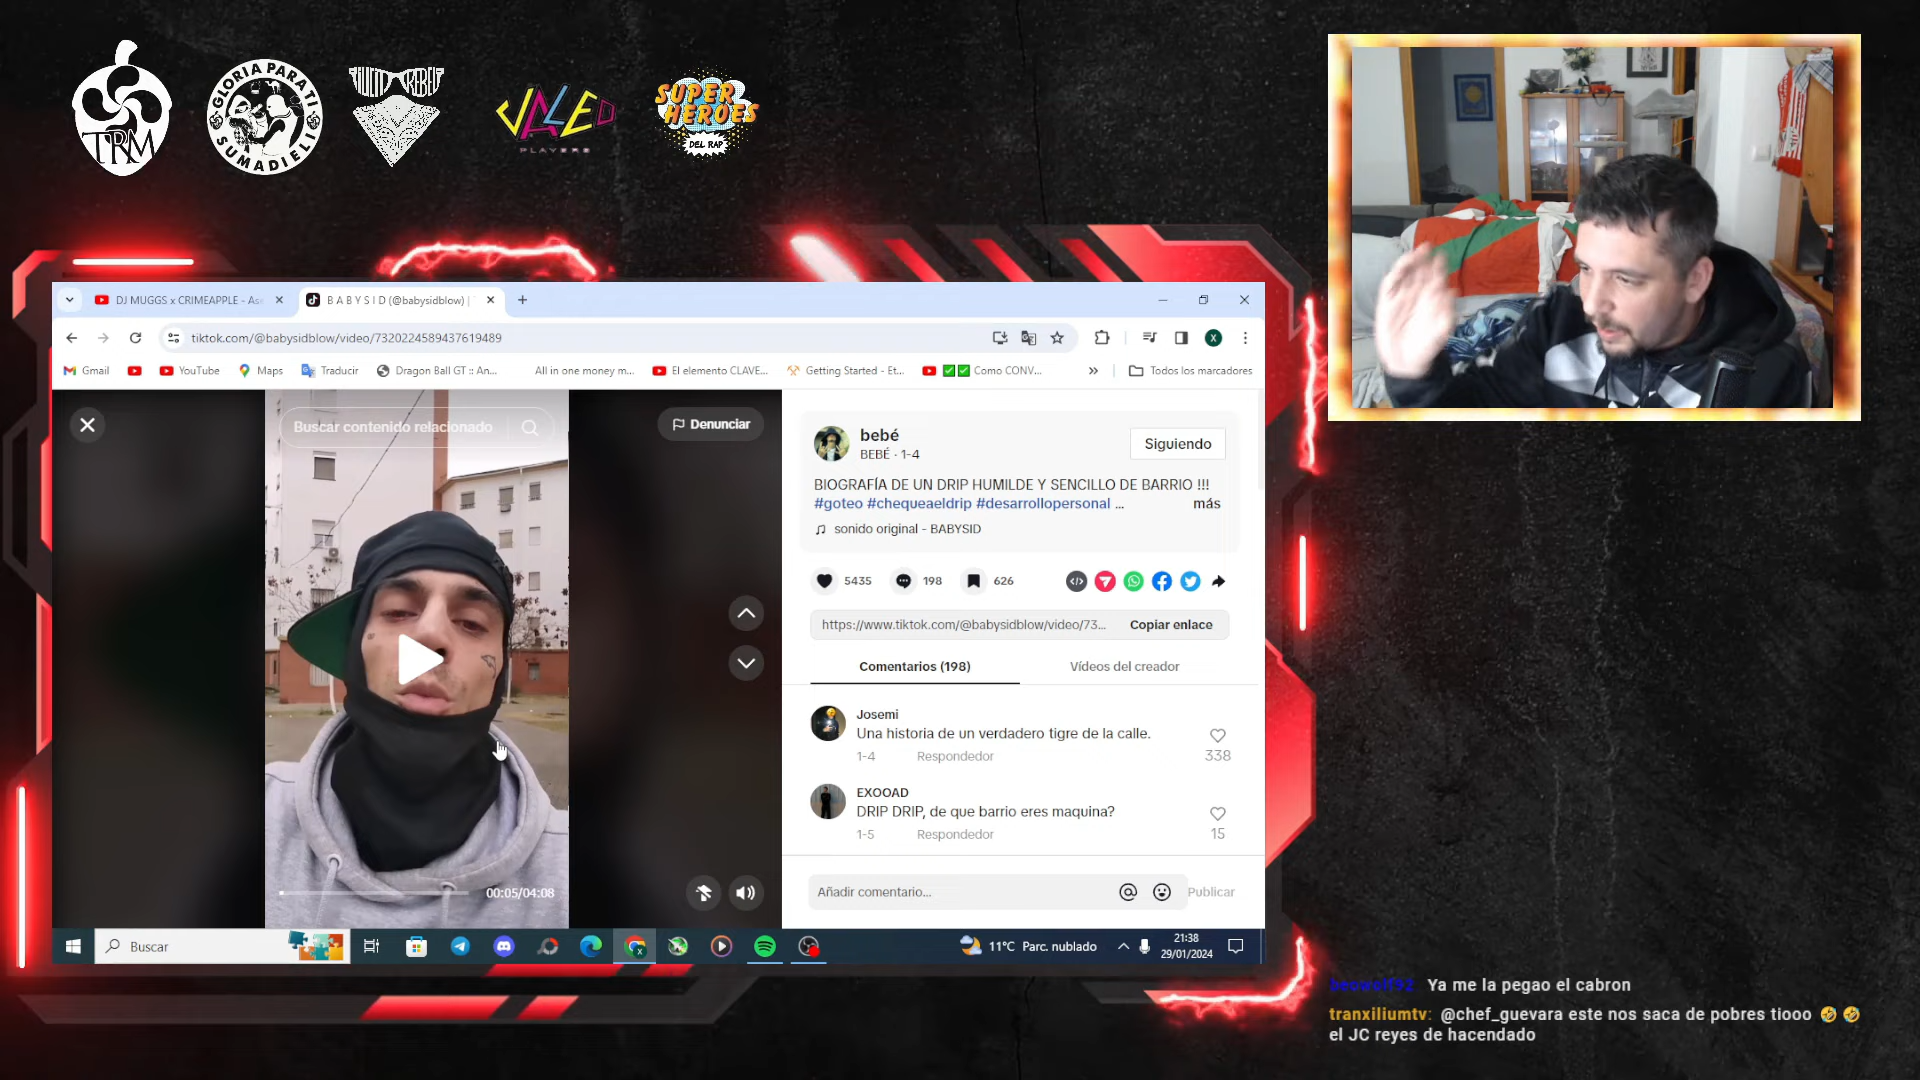 TRM
GLORIA PARATI
SUMADIELI
JALEO
PLAYERS
SUPER
HEROES
DEL RAP
DJ MUGGS x CRIMEAPPLE - As
B A B Y S I D (@babysidblow) |
tiktok.com/@babysidblow/video/7320224589437619489
X
Gmail
YouTube
Maps
Traducir
Dragon Ball GT :: An...
All in one money m...
El elemento CLAVE...
Getting Started - Et...
✅✅ Como CONV...
»
Todos los marcadores
Buscar contenido relacionado
Denunciar
00:05/04:08
bebé
BEBÉ · 1-4
Siguiendo
BIOGRAFÍA DE UN DRIP HUMILDE Y SENCILLO DE BARRIO !!!
#goteo #chequeaeldrip #desarrollopersonal ...
más
sonido original - BABYSID
5435
198
626
https://www.tiktok.com/@babysidblow/video/73...
Copiar enlace
Comentarios (198)
Vídeos del creador
Josemi
Una historia de un verdadero tigre de la calle.
1-4 Respondedor
338
EXOOAD
DRIP DRIP, de que barrio eres maquina?
1-5 Respondedor
15
Añadir comentario...
Publicar
Buscar
11°C Parc. nublado
21:38
29/01/2024
beowolf92 Ya me la pegao el cabron
tranxiliumtv: @chef_guevara este nos saca de pobres tiooo 🤣 🤣
el JC reyes de hacendado